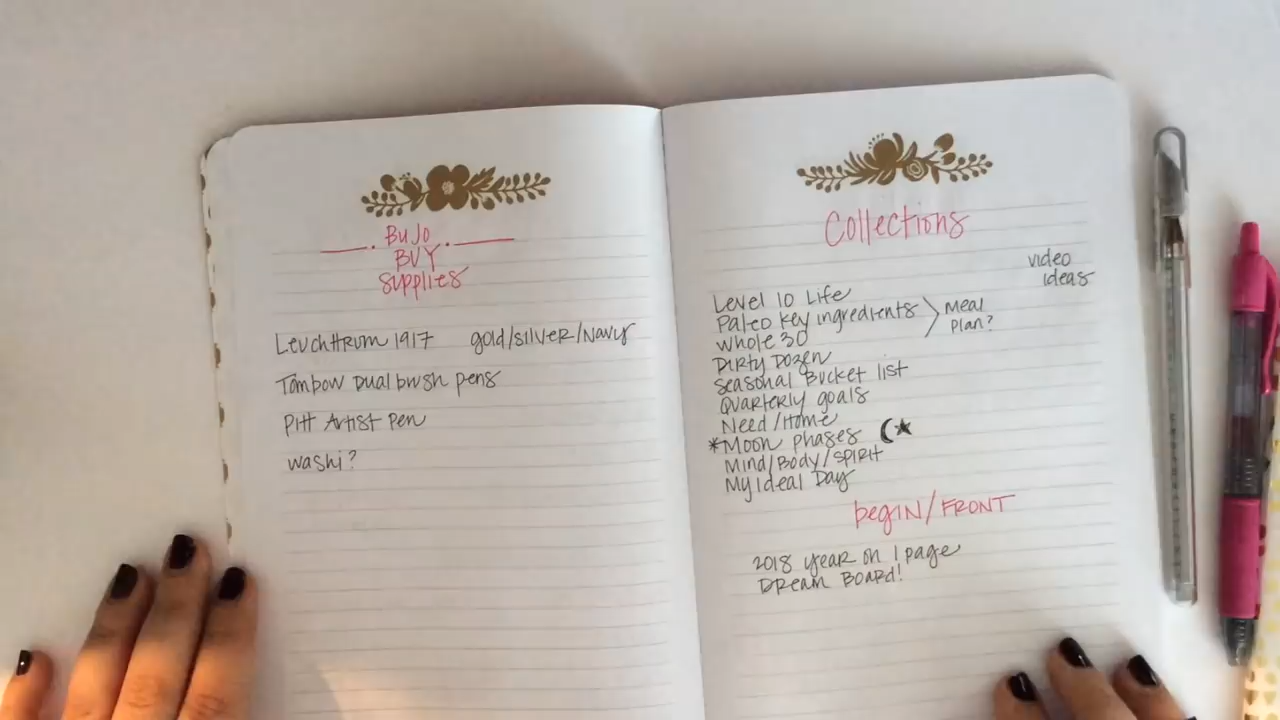 BUJO
BUY
supplies
Leuchttrum 1917 gold/silver/Navy
Tombow Dual brush pens
Pitt Artist Pen
washi?
Collections
video
ideas
Level 10 Life
Paleo key ingredients
Meal
plan?
Whole 30
Dirty Dozen
Seasonal Bucket list
Quarterly goals
Need/Home
*Moon phases
Mind/Body/Spirit
My Ideal Day
begin/FRONT
2018 year on 1 page
Dream Board!